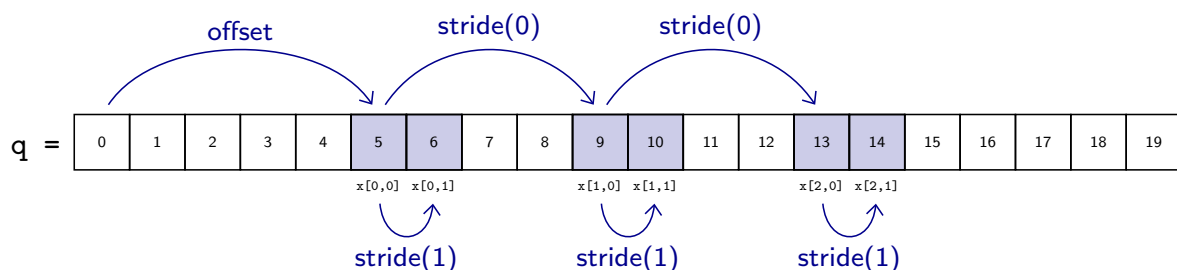 offset stride(0) stride(0)
q = 0 1 2 3 4 5 6 7 8 9 10 11 12 13 14 15 16 17 18 19
x[0,0] x[0,1] x[1,0] x[1,1] x[2,0] x[2,1]
stride(1) stride(1) stride(1)